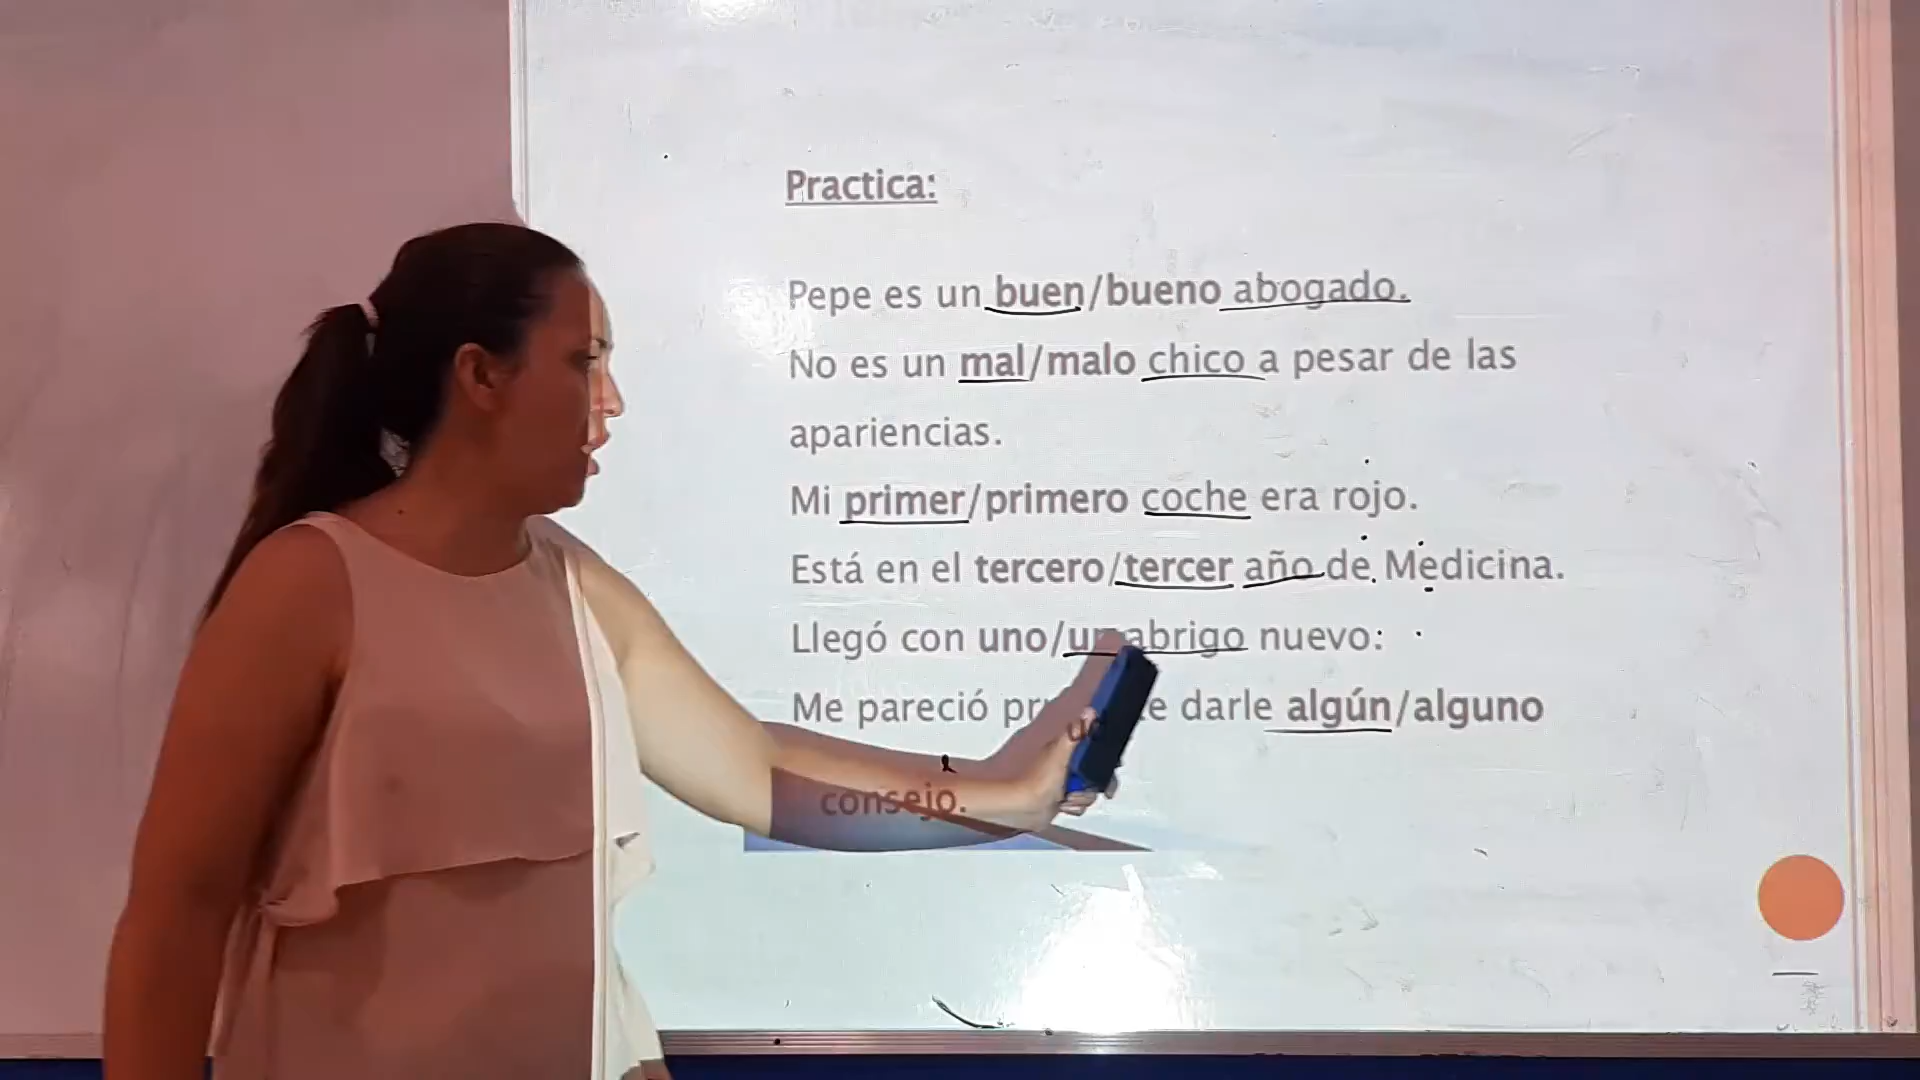 Practica:
Pepe es un buen/bueno abogado.
No es un mal/malo chico a pesar de las
apariencias.
Mi primer/primero coche era rojo.
Está en el tercero/tercer año de Medicina.
Llegó con uno/un abrigo nuevo:
Me pareció darle algún/alguno
consejo.